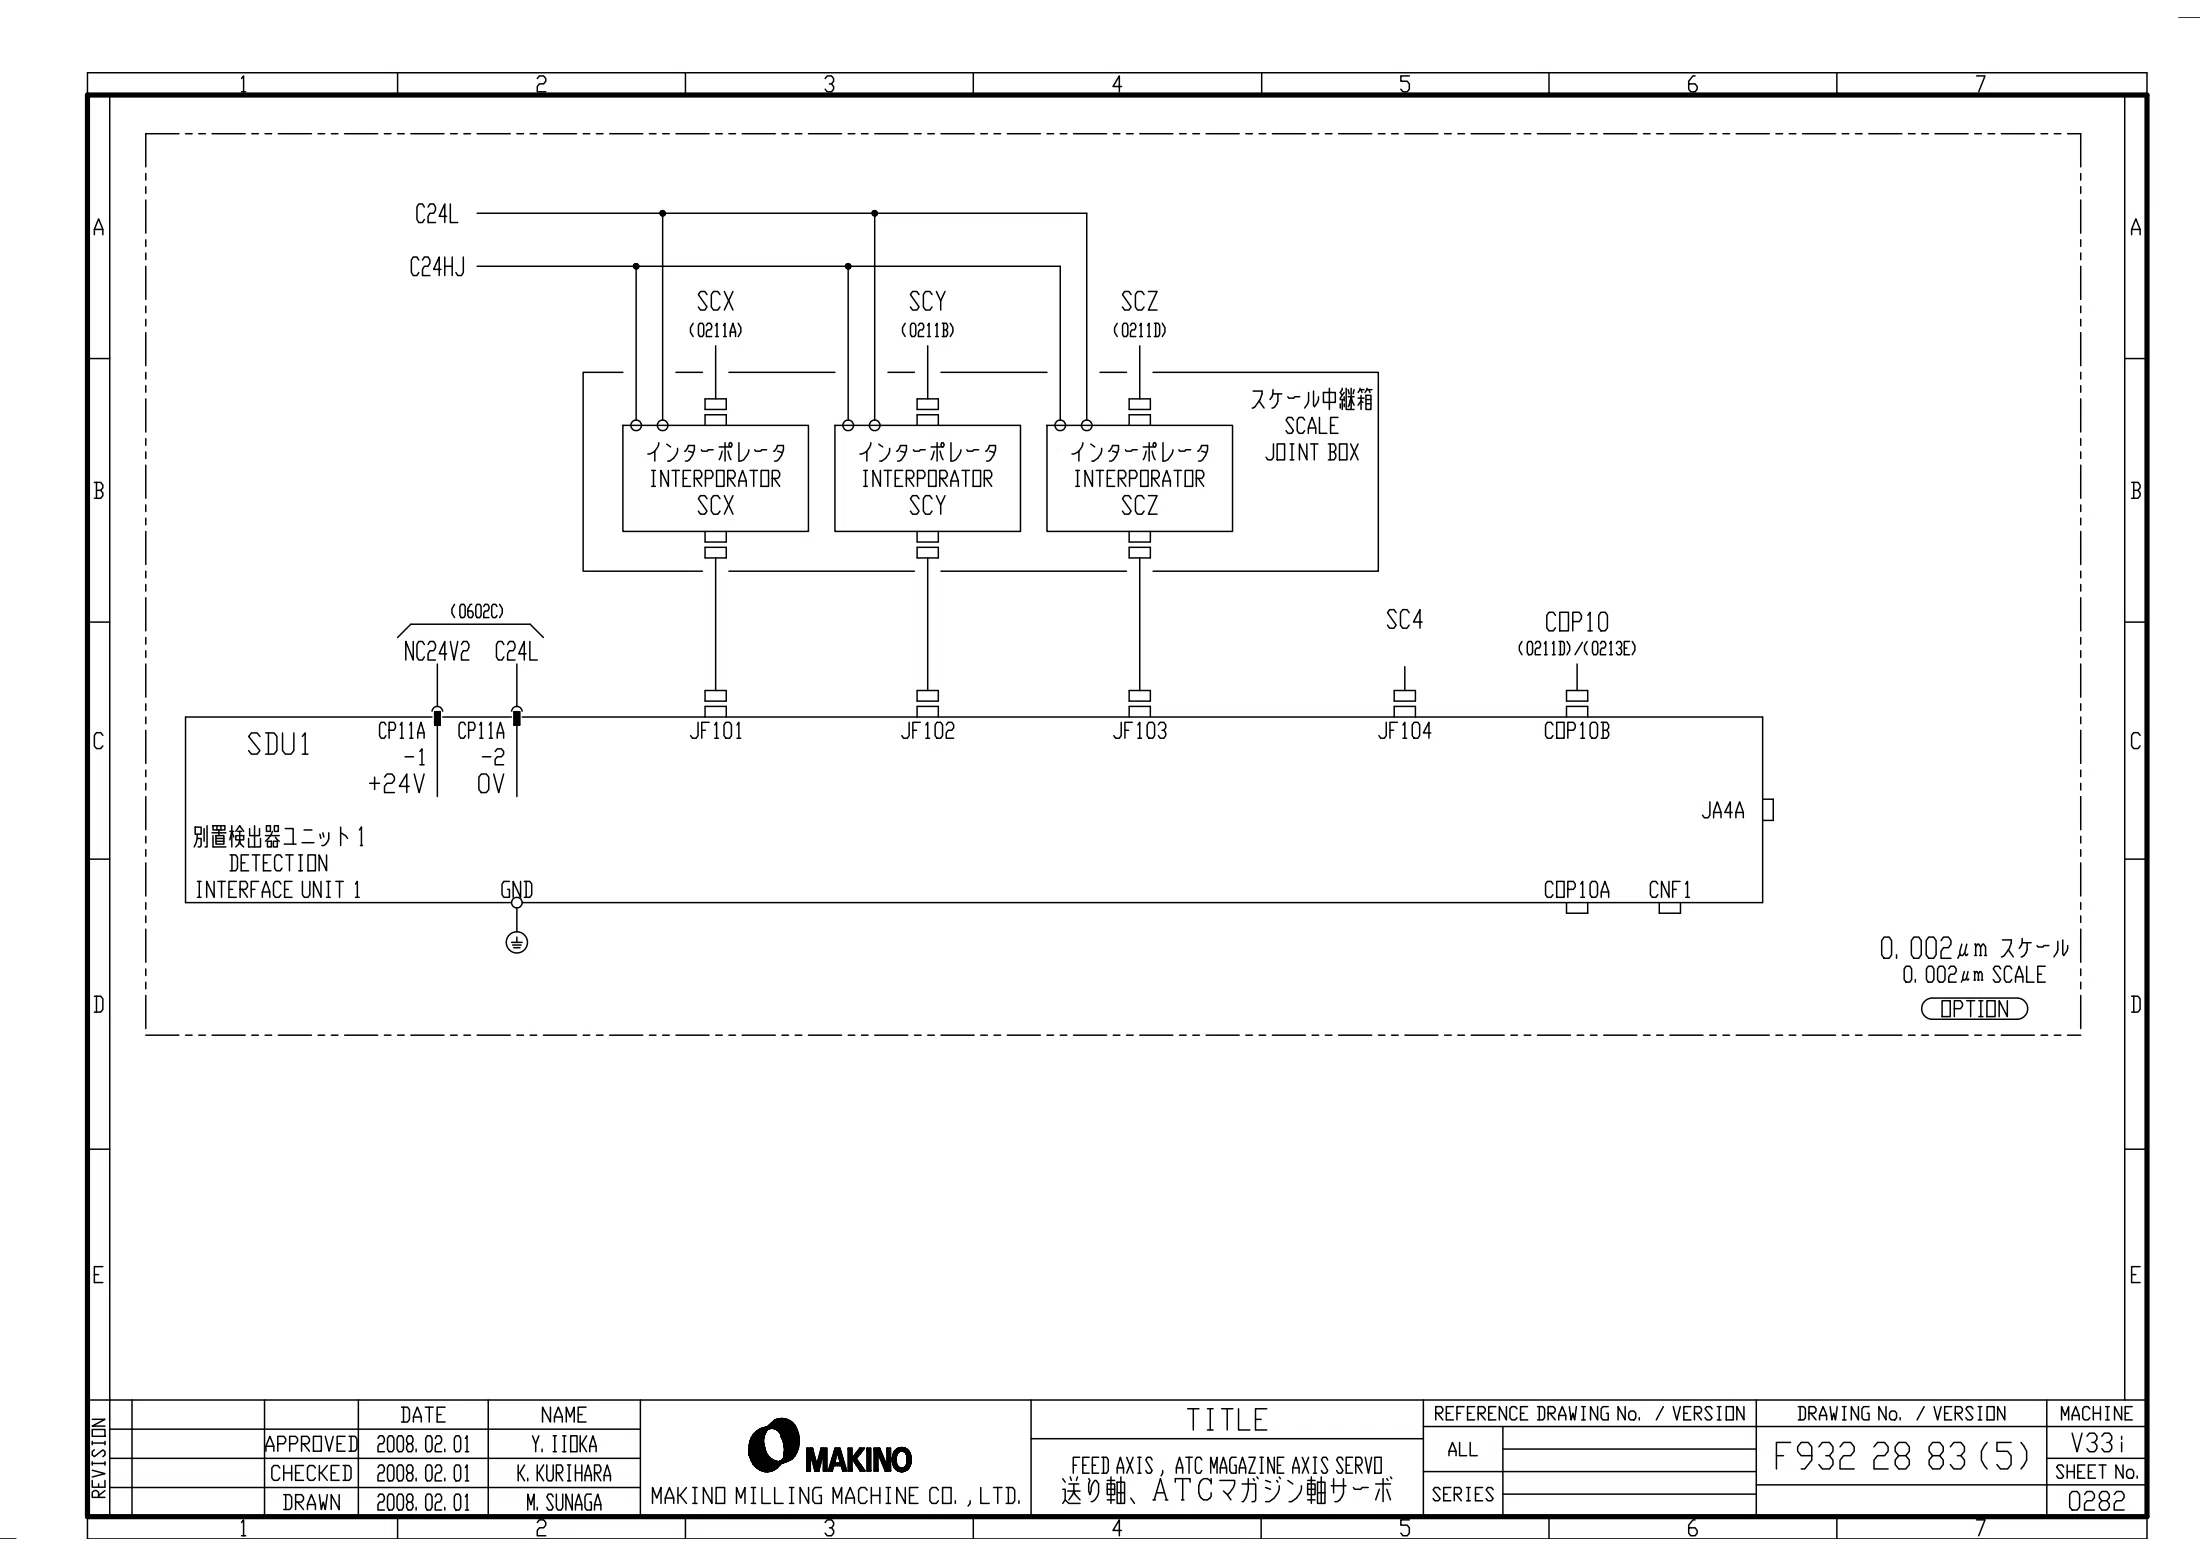 1 2 3 4 5 6 7
A A
C24L
C24HJ
SCX SCY SCZ
(0211A) (0211B) (0211D)
スケール中継箱
SCALE
JOINT BOX
インターポレータ インターポレータ インターポレータ
INTERPORATOR INTERPORATOR INTERPORATOR
SCX SCY SCZ
B B
(0602C)
NC24V2 C24L
SC4
COP10
(0211D)/(0213E)
CP11A CP11A JF101 JF102 JF103 JF104 COP10B
-1 -2
+24V 0V
SDU1
C C
JA4A
別置検出器ユニット1
DETECTION
INTERFACE UNIT 1
GND
COP10A CNF1
0.002μm スケール
0.002μm SCALE
OPTION
D D
E E
REVISION
DATE NAME
APPROVED 2008.02.01 Y. IIOKA
CHECKED 2008.02.01 K. KURIHARA
DRAWN 2008.02.01 M. SUNAGA
MAKINO
MAKINO MILLING MACHINE CO.,LTD.
TITLE
FEED AXIS, ATC MAGAZINE AXIS SERVO
送り軸、ATCマガジン軸サーボ
REFERENCE DRAWING No. / VERSION
ALL
SERIES
DRAWING No. / VERSION
F932 28 83(5)
MACHINE
V33i
SHEET No.
0282
1 2 3 4 5 6 7